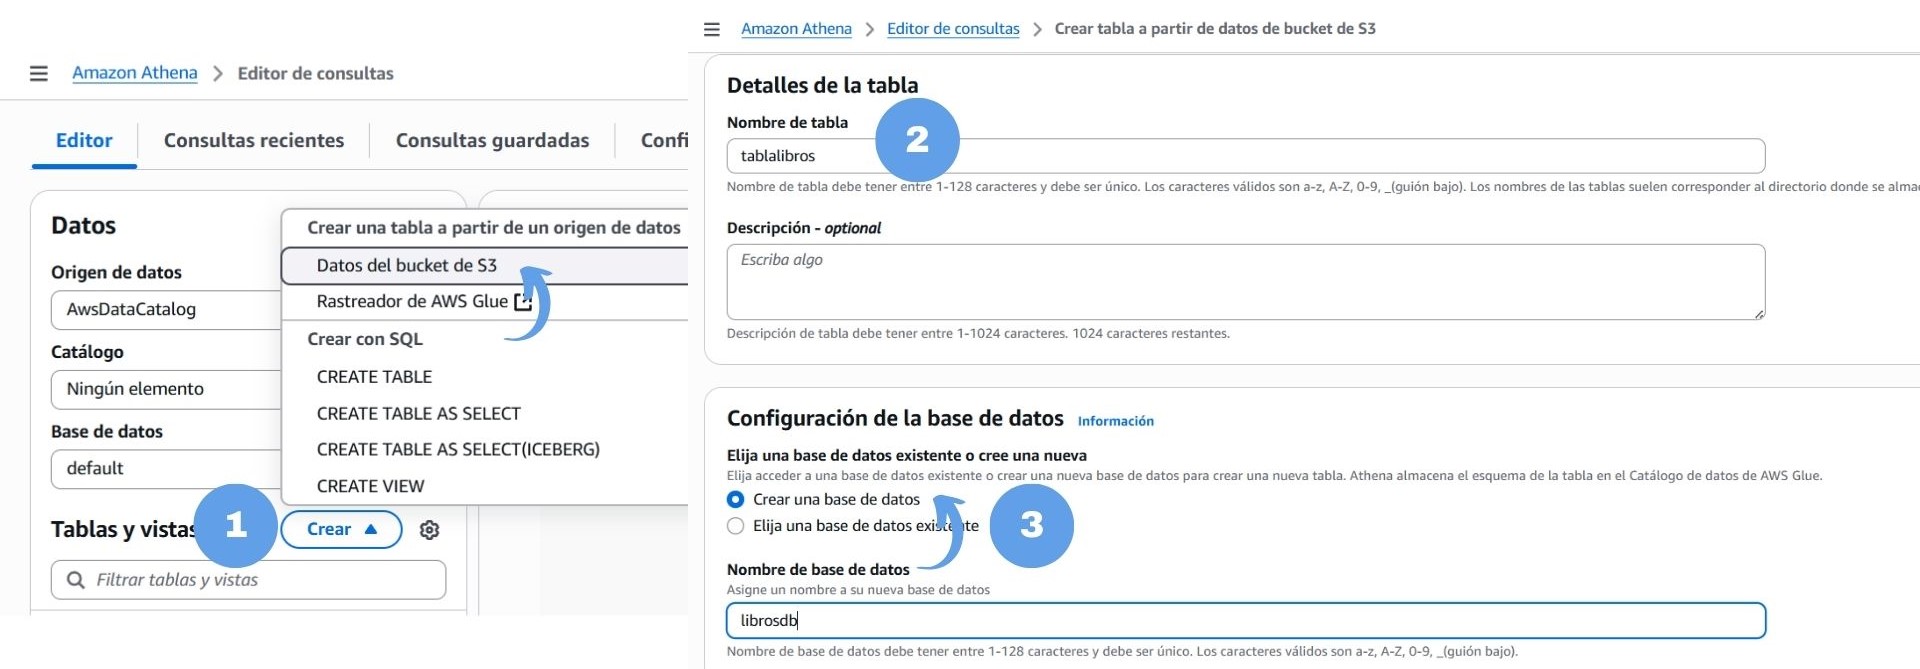 Amazon Athena > Editor de consultas
Editor
Consultas recientes
Consultas guardadas
Confi
Datos
Origen de datos
AwsDataCatalog
Catálogo
Ningún elemento
Base de datos
default
Tablas y vistas
1
Crear
Filtrar tablas y vistas
Crear una tabla a partir de un origen de datos
Datos del bucket de S3
Rastreador de AWS Glue
Crear con SQL
CREATE TABLE
CREATE TABLE AS SELECT
CREATE TABLE AS SELECT(ICEBERG)
CREATE VIEW
Amazon Athena > Editor de consultas > Crear tabla a partir de datos de bucket de S3
Detalles de la tabla
Nombre de tabla
2
tablalibros
Nombre de tabla debe tener entre 1-128 caracteres y debe ser único. Los caracteres válidos son a-z, A-Z, 0-9, _(guión bajo). Los nombres de las tablas suelen corresponder al directorio donde se alma
Descripción - optional
Escriba algo
Descripción de tabla debe tener entre 1-1024 caracteres. 1024 caracteres restantes.
Configuración de la base de datos Información
Elija una base de datos existente o cree una nueva
Elija acceder a una base de datos existente o crear una nueva base de datos para crear una nueva tabla. Athena almacena el esquema de la tabla en el Catálogo de datos de AWS Glue.
Crear una base de datos
Elija una base de datos existente
3
Nombre de base de datos
Asigne un nombre a su nueva base de datos
librosdb
Nombre de base de datos debe tener entre 1-128 caracteres y debe ser único. Los caracteres válidos son a-z, A-Z, 0-9, _(guión bajo).